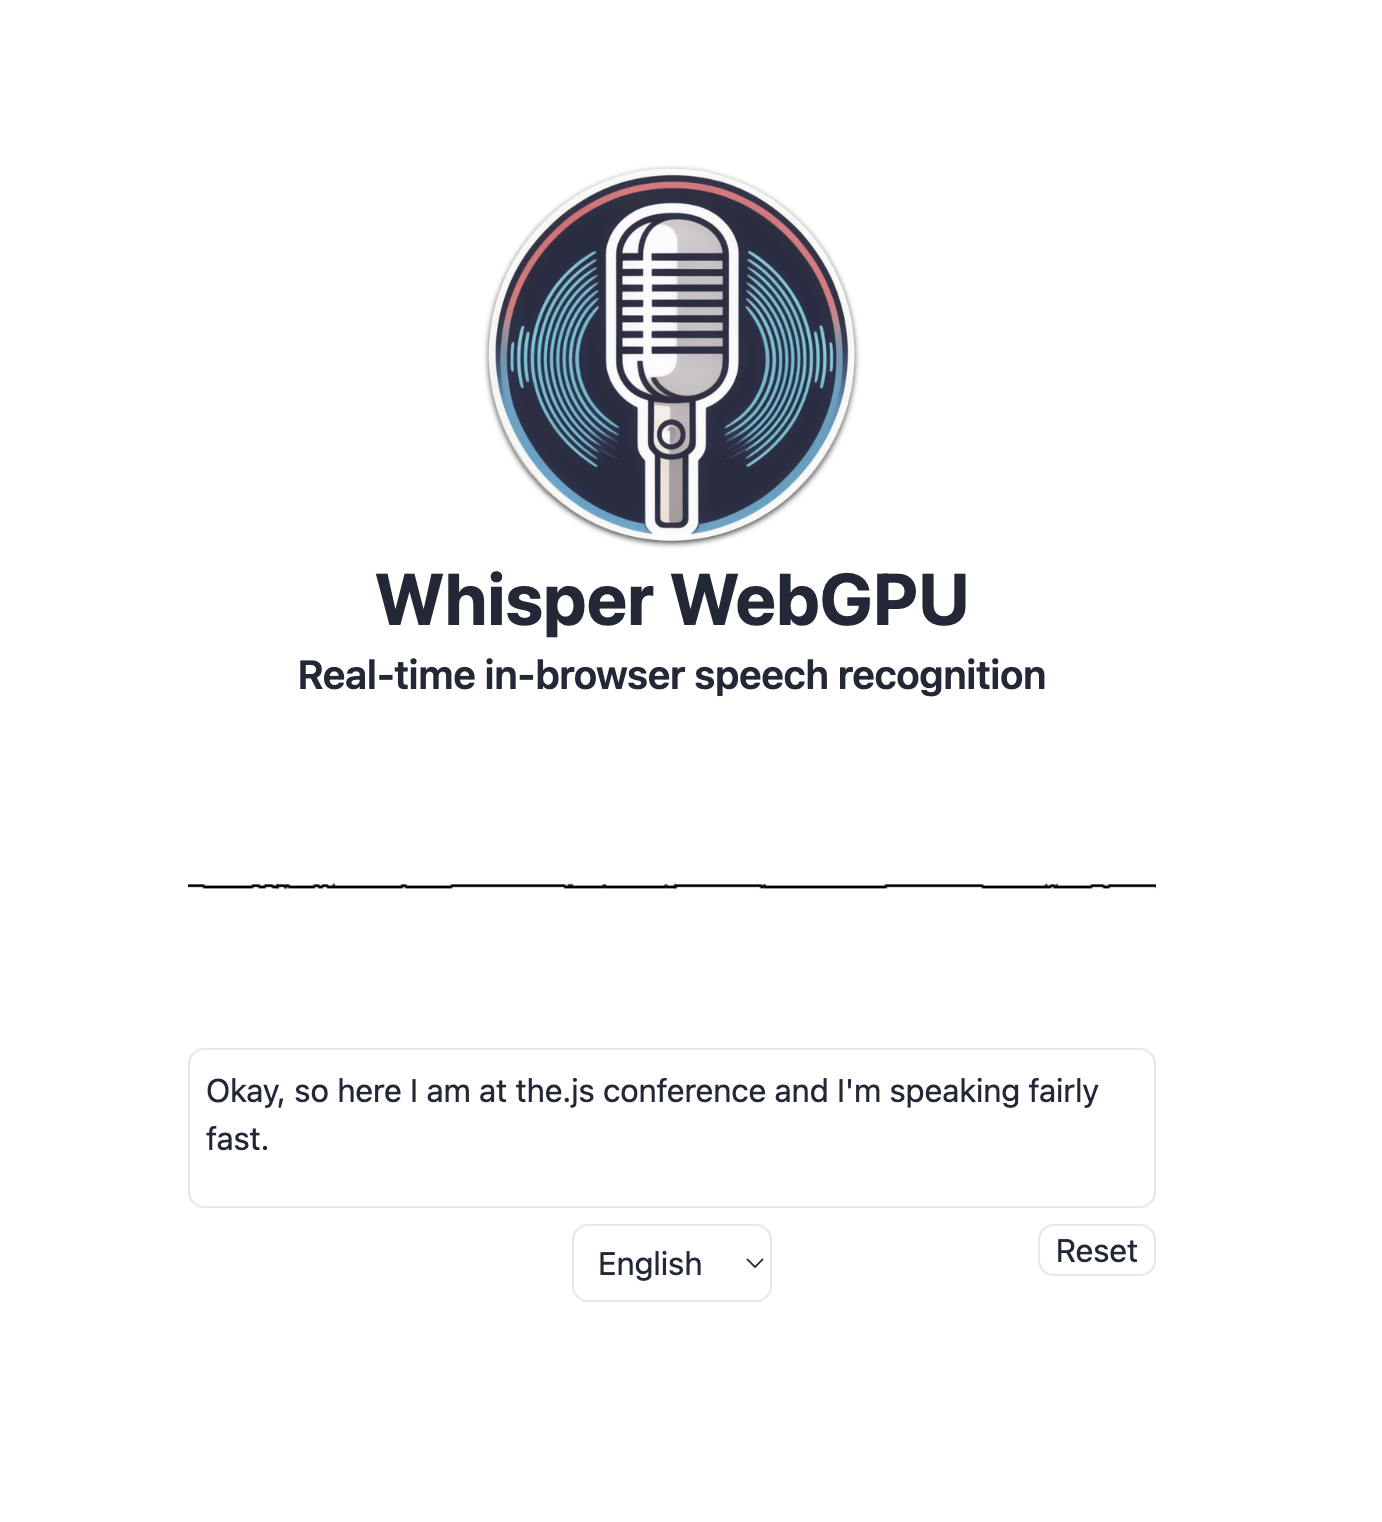 Whisper WebGPU
Real-time in-browser speech recognition
Okay, so here I am at the.js conference and I'm speaking fairly
fast.
English
Reset